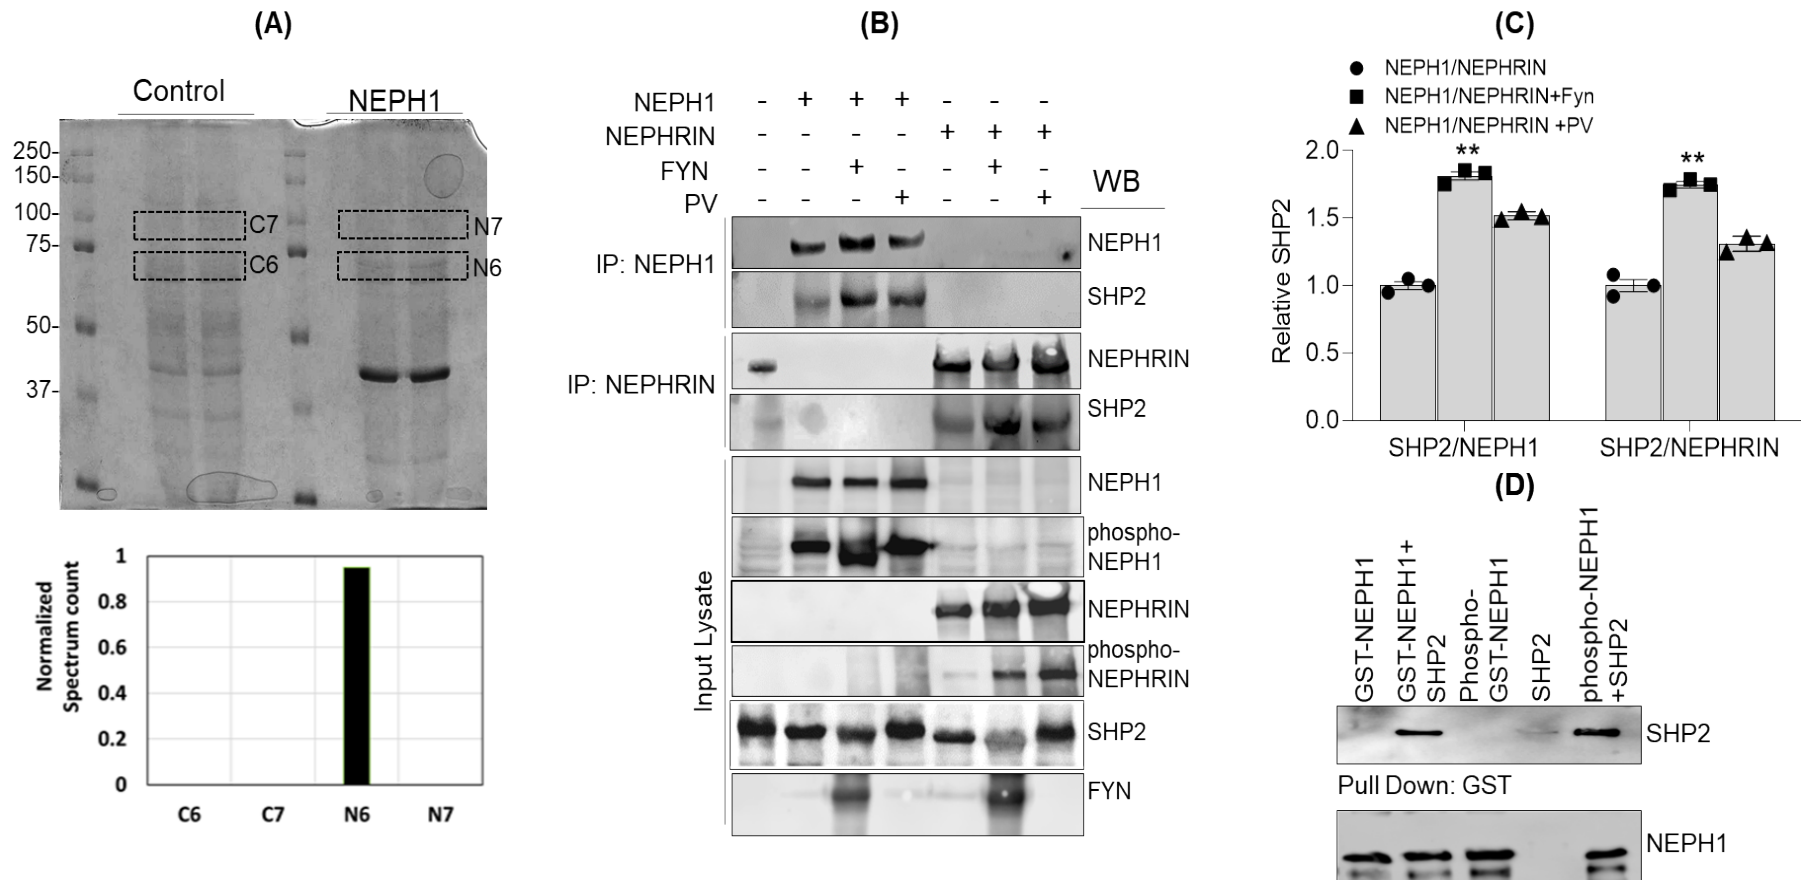 (A)
Control
NEPH1
250-
150-
100-
75-
50-
37-
C7
C6
N7
N6
Normalized
Spectrum count
1
0.8
0.6
0.4
0.2
0
C6 C7 N6 N7
(B)
NEPH1 - + + + - - -
NEPHRIN - - - - + + +
FYN - - + - - + -
PV - - - + - - +
WB
IP: NEPH1
NEPH1
SHP2
IP: NEPHRIN
NEPHRIN
SHP2
Input Lysate
NEPH1
phospho-
NEPH1
NEPHRIN
phospho-
NEPHRIN
SHP2
FYN
(C)
NEPH1/NEPHRIN
NEPH1/NEPHRIN+Fyn
NEPH1/NEPHRIN +PV
Relative SHP2
2.0
1.5
1.0
0.5
0.0
**
**
SHP2/NEPH1 SHP2/NEPHRIN
(D)
GST-NEPH1
GST-NEPH1+
SHP2
Phospho-
GST-NEPH1
SHP2
phospho-NEPH1
+SHP2
SHP2
Pull Down: GST
NEPH1